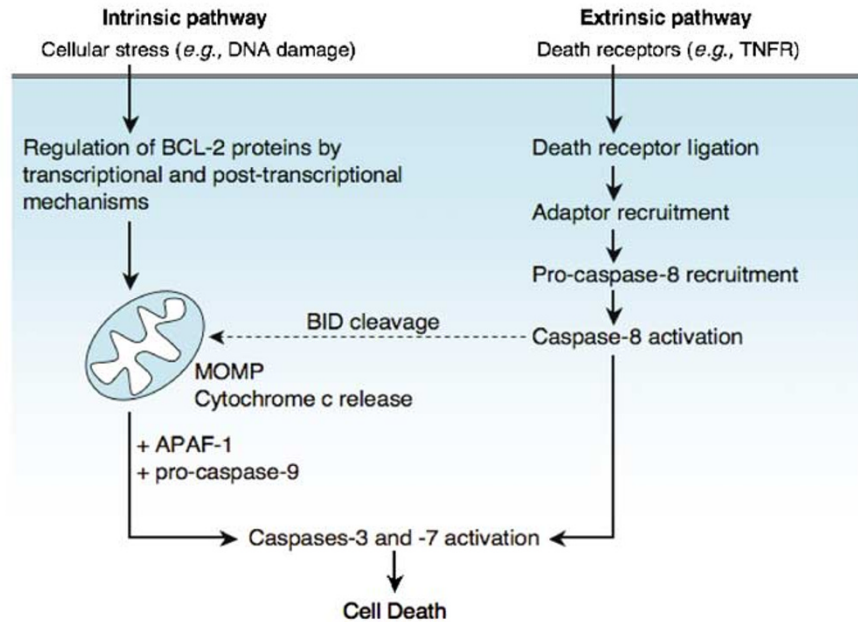 Intrinsic pathway
Cellular stress (e.g., DNA damage)
Extrinsic pathway
Death receptors (e.g., TNFR)
Regulation of BCL-2 proteins by
transcriptional and post-transcriptional
mechanisms
Death receptor ligation
Adaptor recruitment
Pro-caspase-8 recruitment
BID cleavage
Caspase-8 activation
MOMP
Cytochrome c release
+ APAF-1
+ pro-caspase-9
Caspases-3 and -7 activation
Cell Death